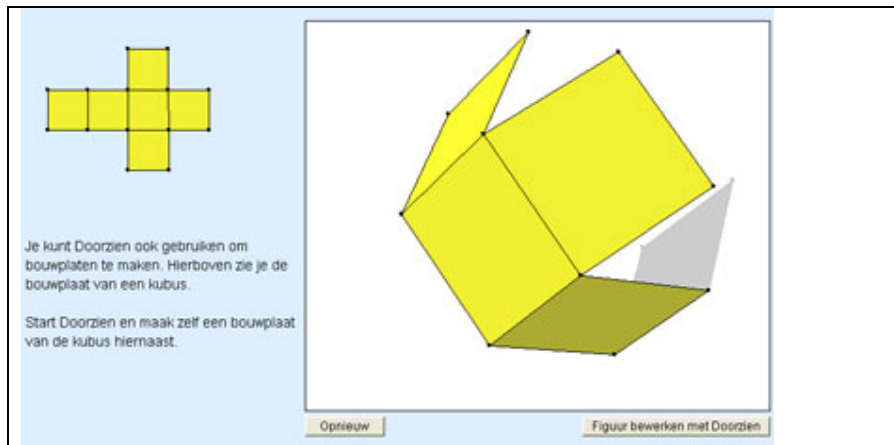 Je kunt Doorzien ook gebruiken om
bouwplaten te maken. Hierboven zie je de
bouwplaat van een kubus.
Start Doorzien en maak zelf een bouwplaat
van de kubus hiernaast.
Opnieuw
Figuur bewerken met Doorzien